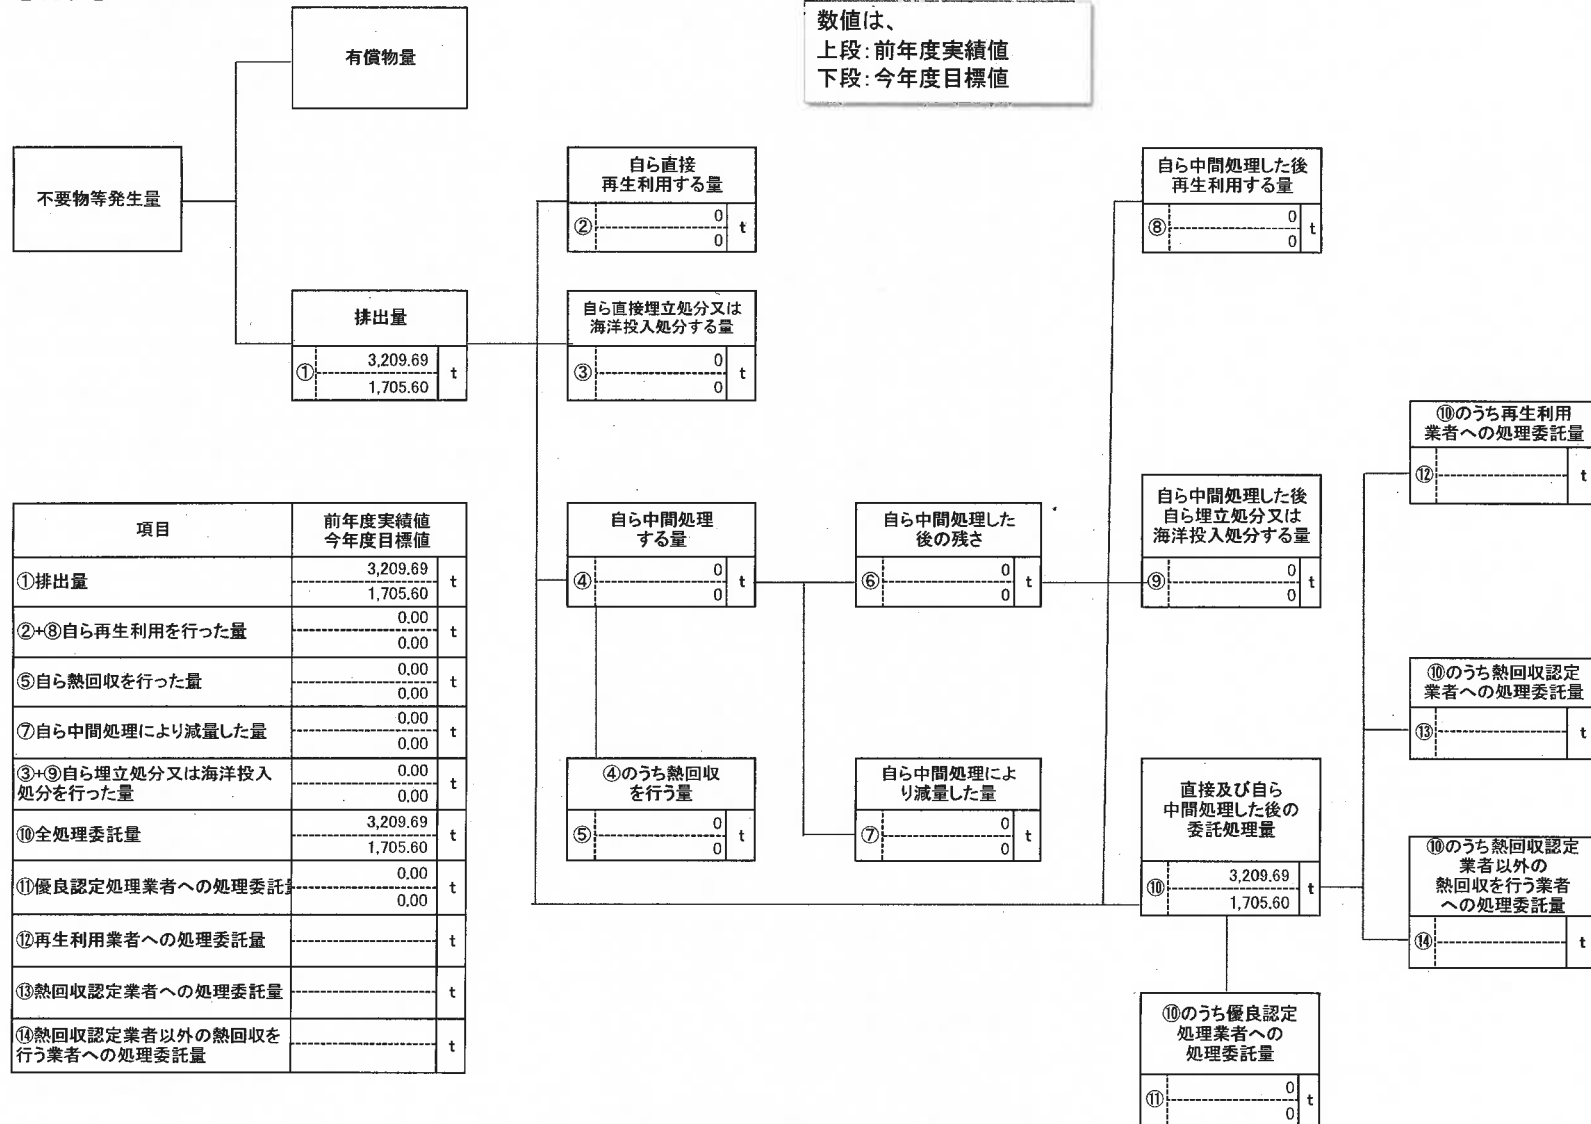 数値は、
上段：前年度実績値
下段：今年度目標値
有償物量
不要物等発生量
排出量
① 3,209.69 t
1,705.60
自ら直接
再生利用する量
② 0 t
0
自ら直接埋立処分又は
海洋投入処分する量
③ 0 t
0
自ら中間処理した後
再生利用する量
⑧ 0 t
0
自ら中間処理
する量
④ 0 t
0
自ら中間処理した
後の残さ
⑥ 0 t
0
自ら中間処理した後
自ら埋立処分又は
海洋投入処分する量
⑨ 0 t
0
④のうち熱回収
を行う量
⑤ 0 t
0
自ら中間処理によ
り減量した量
⑦ 0 t
0
直接及び自ら
中間処理した後の
委託処理量
⑩ 3,209.69 t
1,705.60
⑩のうち優良認定
処理業者への
処理委託量
⑪ 0 t
0
⑩のうち再生利用
業者への処理委託量
⑫ t
⑩のうち熱回収認定
業者への処理委託量
⑬ t
⑩のうち熱回収認定
業者以外の
熱回収を行う業者
への処理委託量
⑭ t
項目 前年度実績値
今年度目標値
①排出量 3,209.69 t
1,705.60
②+⑧自ら再生利用を行った量 0.00 t
0.00
⑤自ら熱回収を行った量 0.00 t
0.00
⑦自ら中間処理により減量した量 0.00 t
0.00
③+⑨自ら埋立処分又は海洋投入 0.00 t
処分を行った量 0.00
⑩全処理委託量 3,209.69 t
1,705.60
⑪優良認定処理業者への処理委託 0.00 t
0.00
⑫再生利用業者への処理委託量 t
⑬熱回収認定業者への処理委託量 t
⑭熱回収認定業者以外の熱回収を t
行う業者への処理委託量